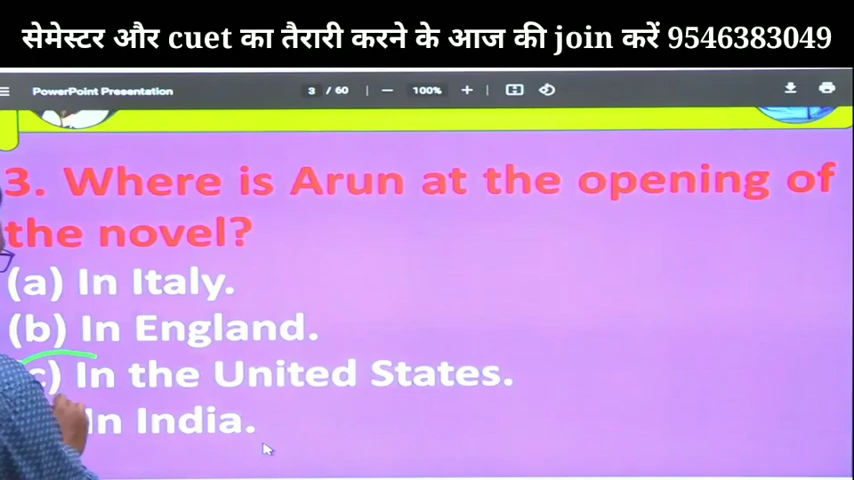 सेमेस्टर और cuet का तैरारी करने के आज की join करें 9546383049
PowerPoint Presentation 3 / 60 | — 100% + |
3. Where is Arun at the opening of
the novel?
(a) In Italy.
(b) In England.
c) In the United States.
In India.